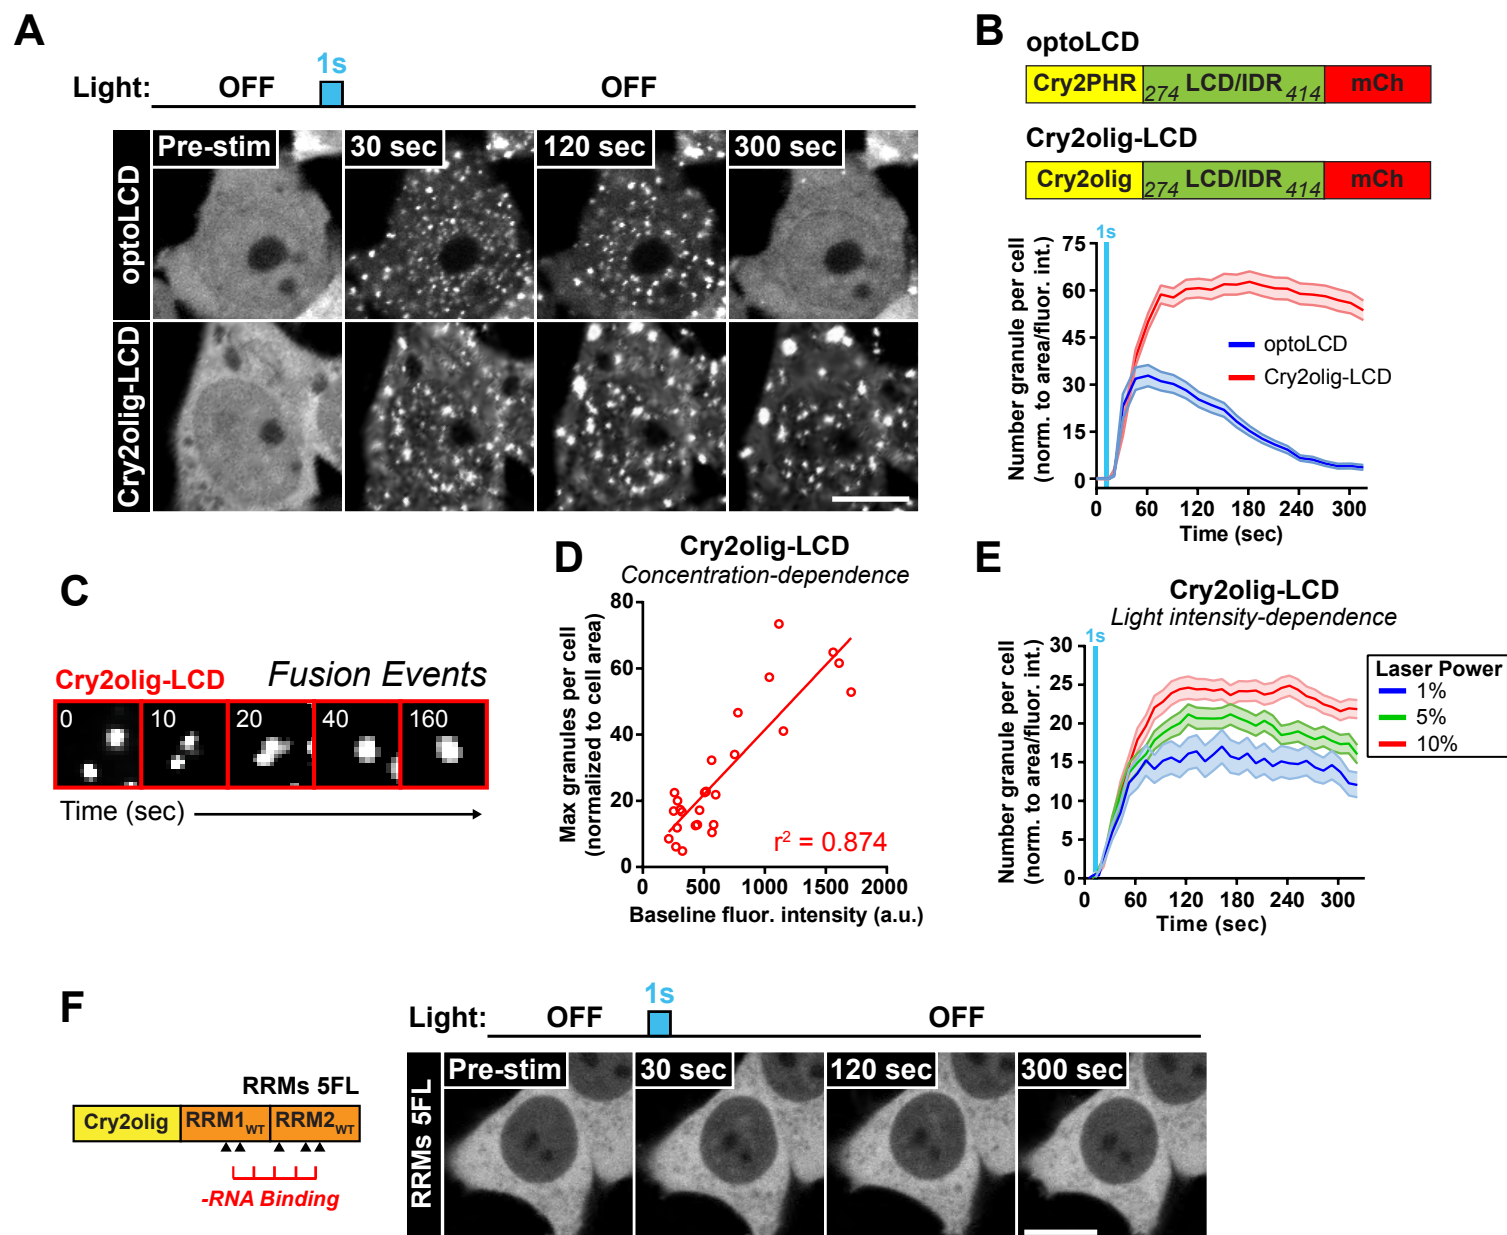 A
Light: OFF 1s OFF
optoLCD
Pre-stim 30 sec 120 sec 300 sec
Cry2olig-LCD
B
optoLCD
Cry2PHR 274 LCD/IDR 414 mCh
Cry2olig-LCD
Cry2olig 274 LCD/IDR 414 mCh
1s
Number granule per cell
(norm. to area/fluor. int.)
75
60
45
30
15
0
optoLCD
Cry2olig-LCD
0 60 120 180 240 300
Time (sec)
C
Cry2olig-LCD Fusion Events
0 10 20 40 160
Time (sec)
D
Cry2olig-LCD
Concentration-dependence
Max granules per cell
(normalized to cell area)
80
60
40
20
0
r² = 0.874
0 500 1000 1500 2000
Baseline fluor. intensity (a.u.)
E
Cry2olig-LCD
Light intensity-dependence
1s
Number granule per cell
(norm. to area/fluor. int.)
30
25
20
15
10
5
0
0 60 120 180 240 300
Time (sec)
Laser Power
1%
5%
10%
F
RRMs 5FL
Cry2olig RRM1WT RRM2WT
-RNA Binding
Light: OFF 1s OFF
RRMs 5FL
Pre-stim 30 sec 120 sec 300 sec